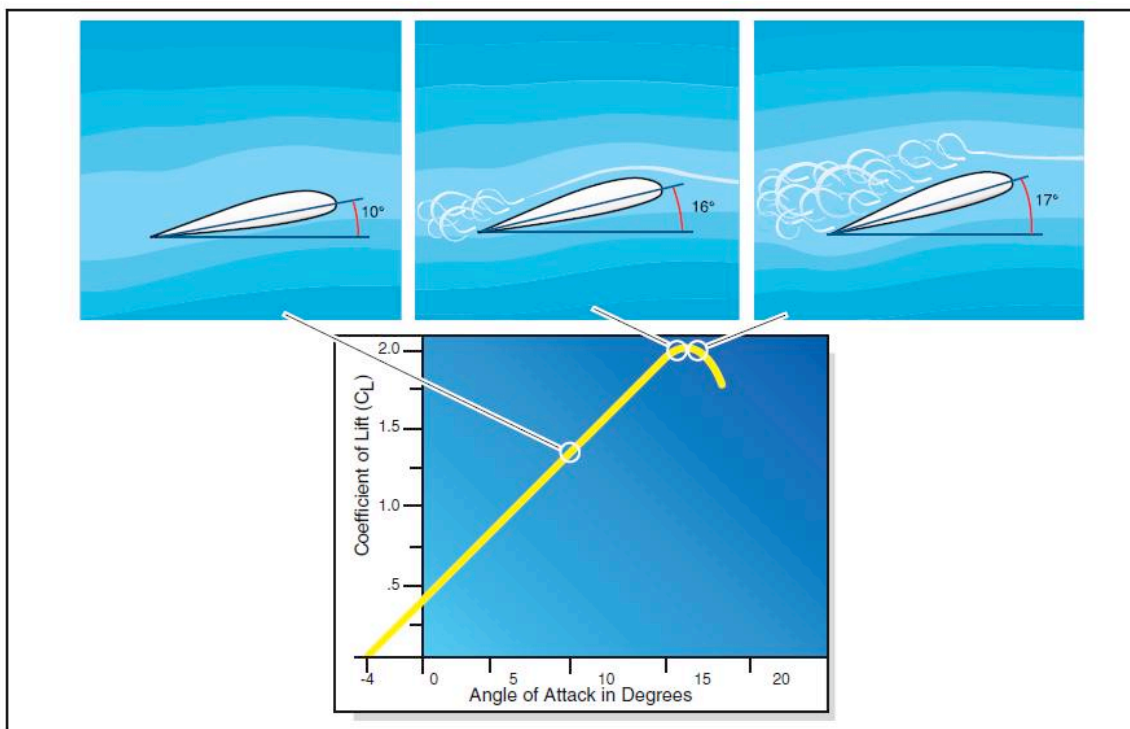 10°
16°
17°
2.0
1.5
1.0
.5
Coefficient of Lift (CL)
-4 0 5 10 15 20
Angle of Attack in Degrees